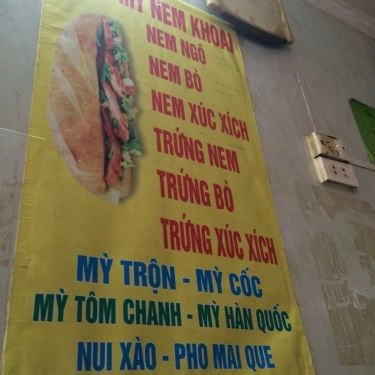 MỲ NEM KHOAI
NEM NGÔ
NEM BÒ
NEM XÚC XÍCH
TRỨNG NEM
TRỨNG BÒ
TRỨNG XÚC XÍCH
MỲ TRỘN - MỲ CỐC
MỲ TÔM CHANH - MỲ HÀN QUỐC
NUI XÀO - PHO MAI QUE